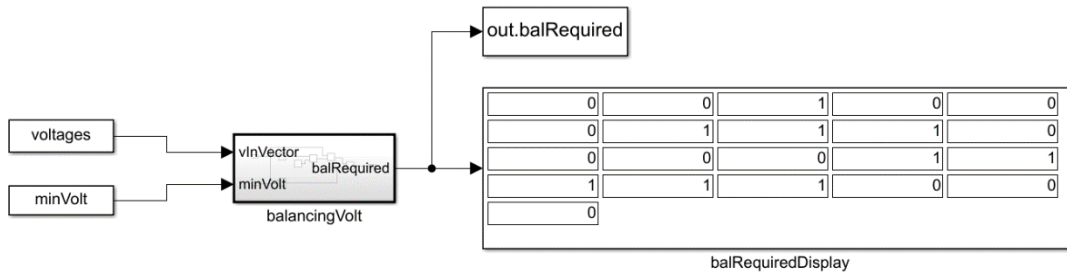 out.balRequired
0 0 1 0 0
voltages
0 1 1 1 0
vInVector
balRequired
0 0 0 1 1
minVolt
minVolt
1 1 1 0 0
balancingVolt
0
balRequiredDisplay